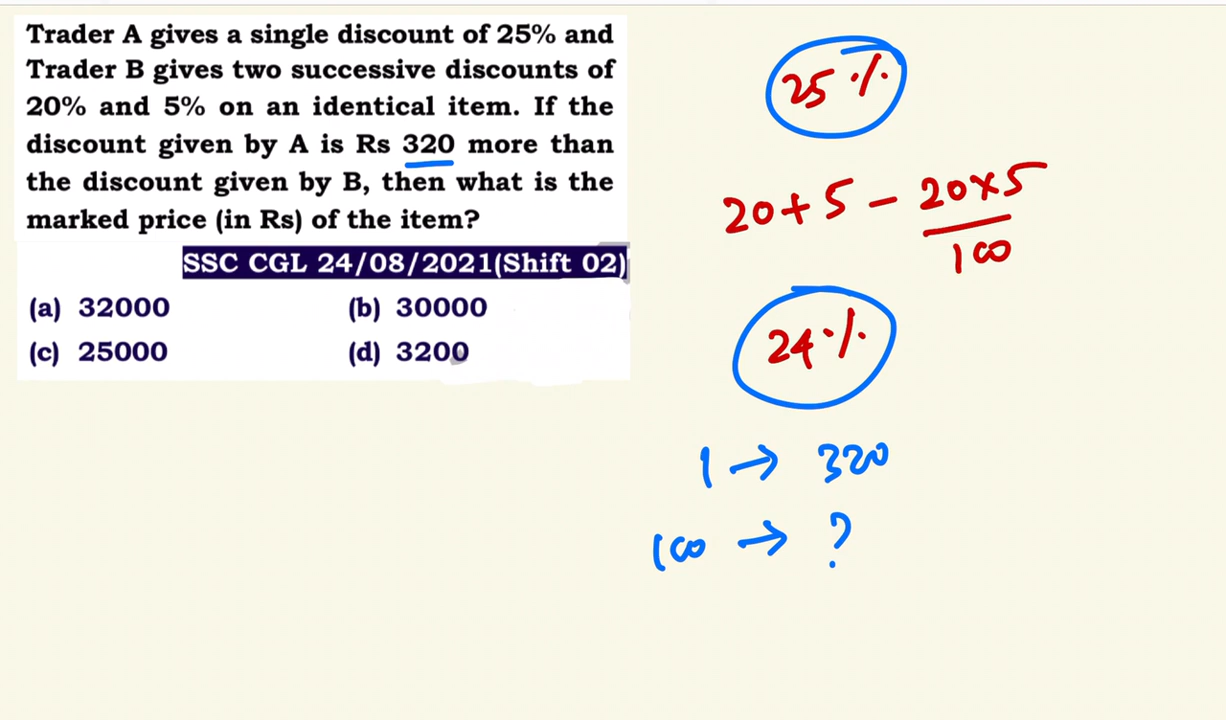 Trader A gives a single discount of 25% and
Trader B gives two successive discounts of
20% and 5% on an identical item. If the
discount given by A is Rs 320 more than
the discount given by B, then what is the
marked price (in Rs) of the item?
SSC CGL 24/08/2021(Shift 02)
(a) 32000 (b) 30000
(c) 25000 (d) 3200
25%
20+5-20×5/100
24%
1 → 320
100 → ?